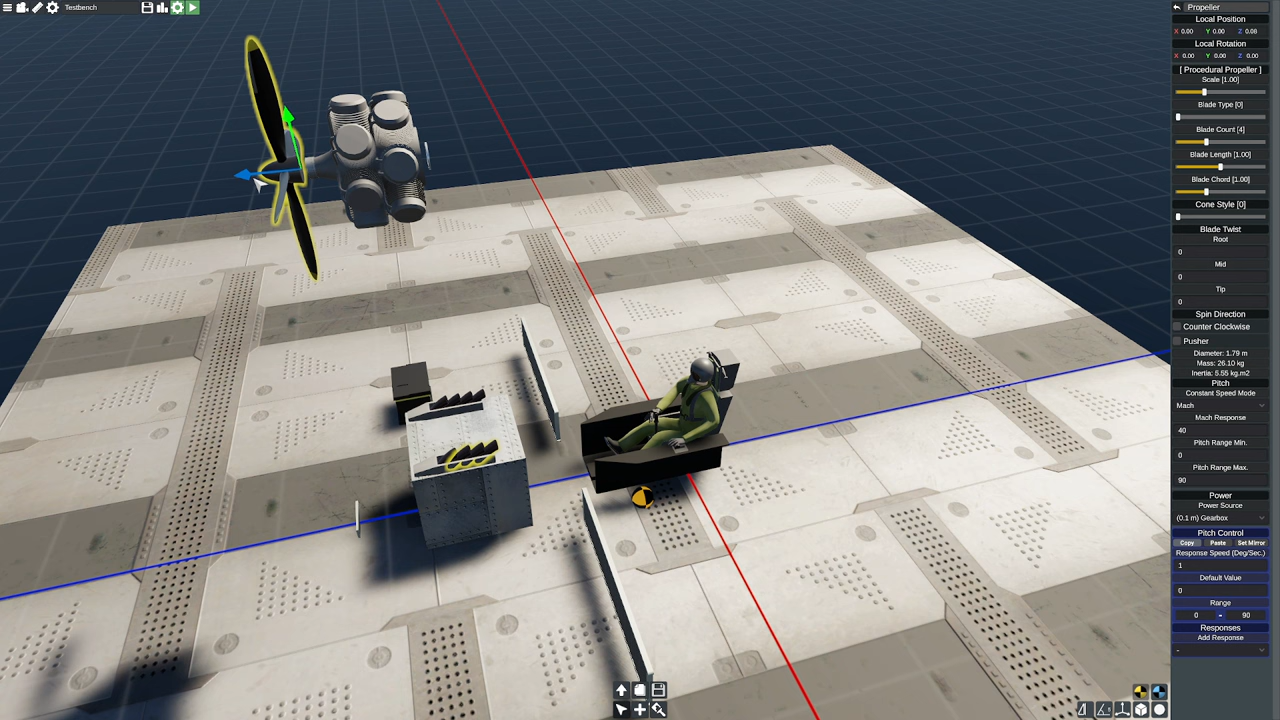 Testbench
Propeller
Local Position
X 0.00 Y 0.00 Z 0.08
Local Rotation
X 0.00 Y 0.00 Z 0.00
[ Procedural Propeller ]
Scale [1.00]
Blade Type [0]
Blade Count [4]
Blade Length [1.00]
Blade Chord [1.00]
Cone Style [0]
Blade Twist
Root
0
Mid
0
Tip
0
Spin Direction
Counter Clockwise
Pusher
Diameter: 1.79 m
Mass: 26.10 kg
Inertia: 5.55 kg.m2
Pitch
Constant Speed Mode
Mach
Mach Response
40
Pitch Range Min.
0
Pitch Range Max.
90
Power
Power Source
(0.1 m) Gearbox
Pitch Control
Copy Paste Set Mirror
Response Speed (Deg/Sec.)
1
Default Value
0
Range
0 - 90
Responses
Add Response
-